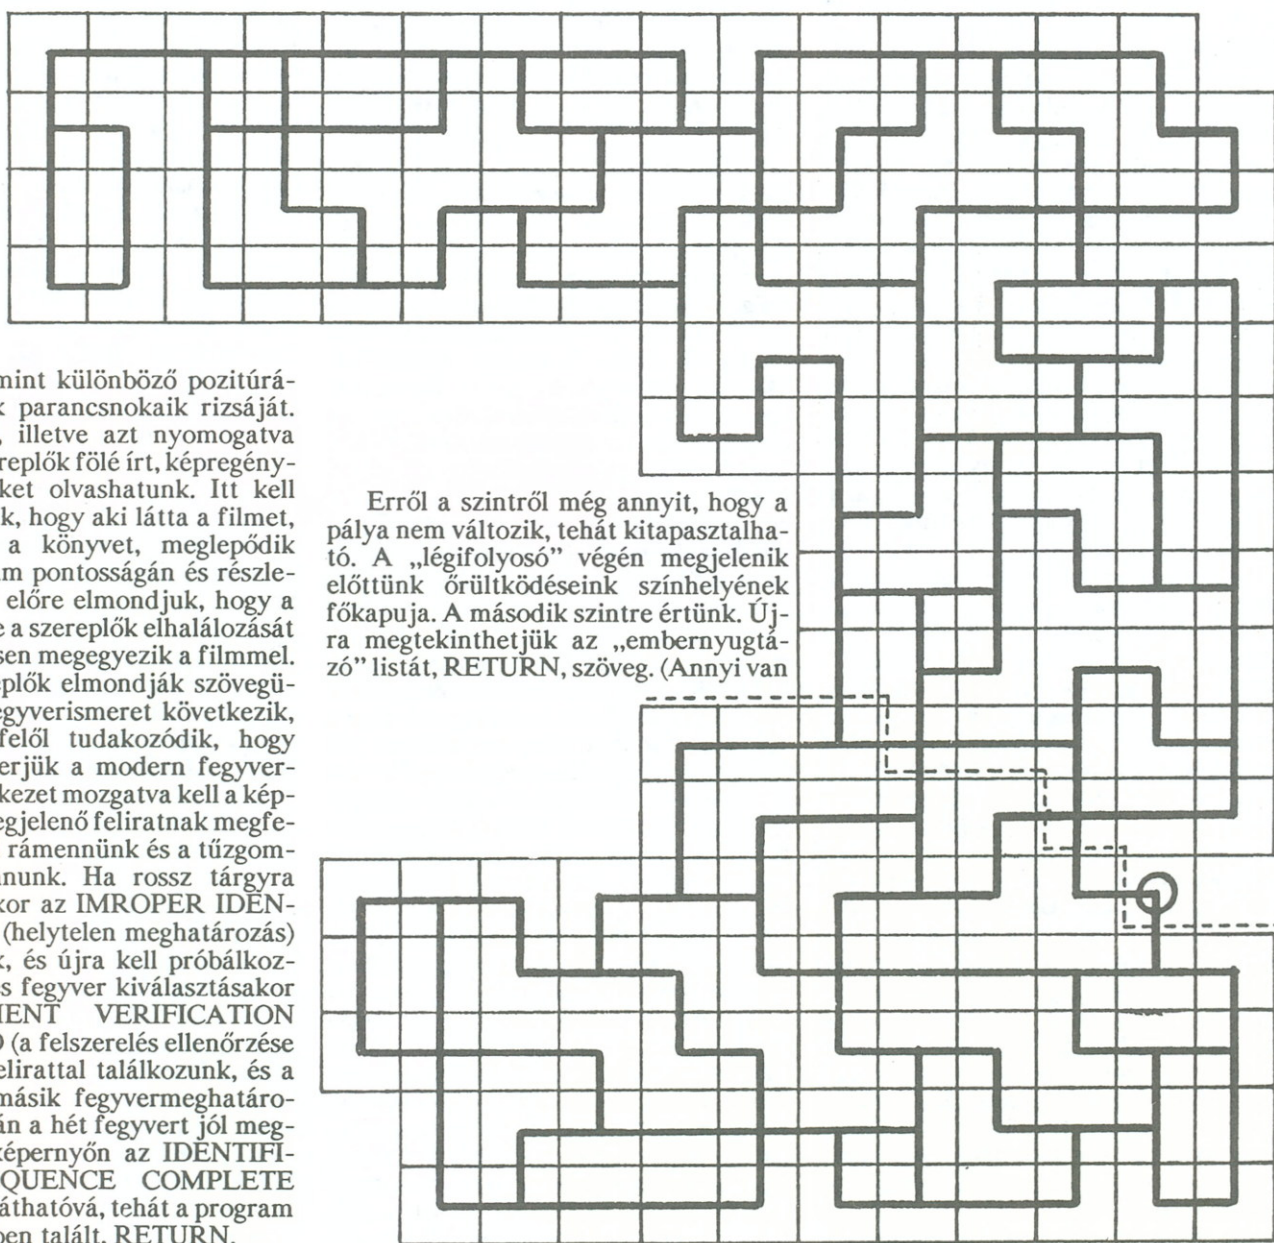 mint különböző pozitúrá-
k parancsnokaik rizsáját.
, illetve azt nyomogatva
ereplők fölé írt, képregény-
ket olvashatunk. Itt kell
k, hogy aki látta a filmet,
a könyvet, meglepődik
m pontosságán és részle-
előre elmondjuk, hogy a
e a szereplők elhalálozását
sen megegyezik a filmmel.
eplők elmondják szövegü-
egyverismeret következik,
felől tudakozódik, hogy
erjük a modern fegyver-
kezet mozgatva kell a kép-
egjelenő feliratnak megfe-
rámennünk és a tűzgom-
nunk. Ha rossz tárgyra
kor az IMROPER IDEN-
(helytelen meghatározás)
k, és újra kell próbálkoz-
s fegyver kiválasztásakor
MENT VERIFICATION
O (a felszerelés ellenőrzése
elirattal találkozunk, és a
másik fegyvermeghatáro-
án a hét fegyvert jól meg-
képernyőn az IDENTIFI-
QUENCE COMPLETE
áthatóvá, tehát a program
ben talált. RETURN.
Erről a szintről még annyit, hogy a
pálya nem változik, tehát kitapasztalha-
tó. A „légifolyosó” végén megjelenik
előttünk őrültködéseink színhelyének
főkapuja. A második szintre értünk. Új-
ra megtekinthetjük az „embernyugtá-
zó” listát, RETURN, szöveg. (Annyi van